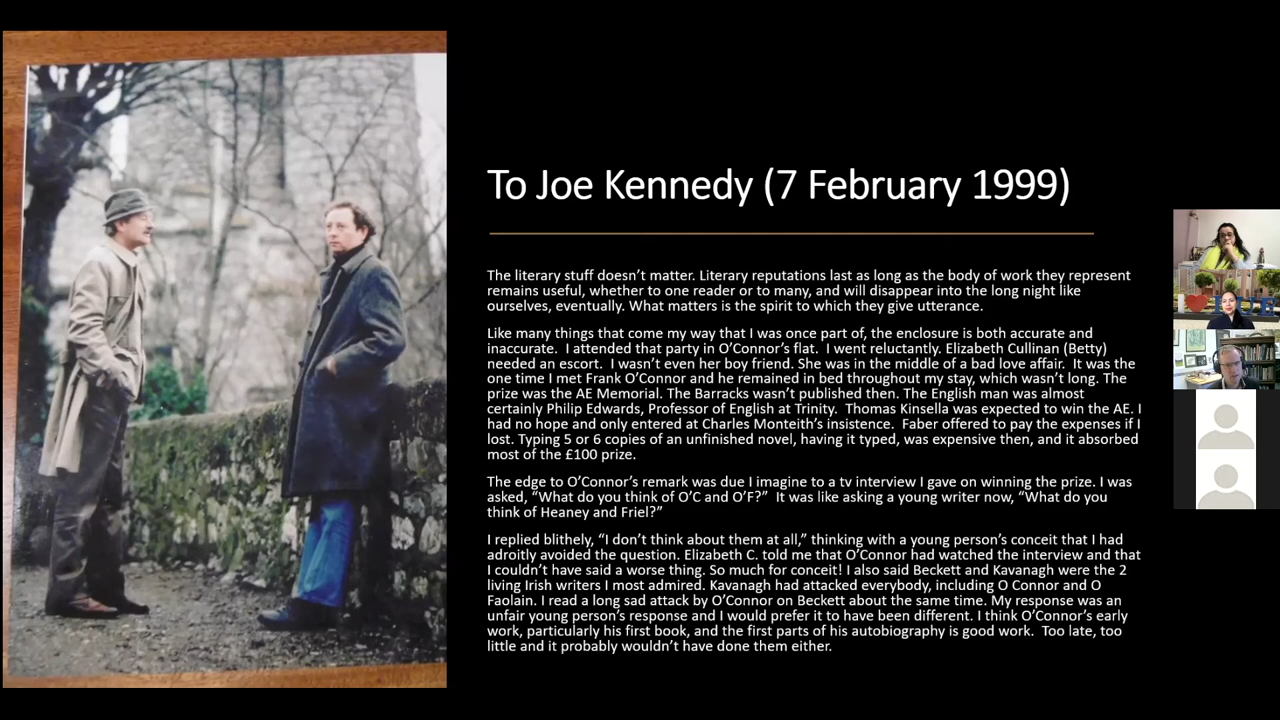 To Joe Kennedy (7 February 1999)
The literary stuff doesn’t matter. Literary reputations last as long as the body of work they represent
remains useful, whether to one reader or to many, and will disappear into the long night like
ourselves, eventually. What matters is the spirit to which they give utterance.
Like many things that come my way that I was once part of, the enclosure is both accurate and
inaccurate.  I attended that party in O’Connor’s flat.  I went reluctantly. Elizabeth Cullinan (Betty)
needed an escort.  I wasn’t even her boy friend. She was in the middle of a bad love affair.  It was the
one time I met Frank O’Connor and he remained in bed throughout my stay, which wasn’t long. The
prize was the AE Memorial. The Barracks wasn’t published then. The English man was almost
certainly Philip Edwards, Professor of English at Trinity.  Thomas Kinsella was expected to win the AE. I
had no hope and only entered at Charles Monteith’s insistence.  Faber offered to pay the expenses if I
lost. Typing 5 or 6 copies of an unfinished novel, having it typed, was expensive then, and it absorbed
most of the £100 prize.
The edge to O’Connor’s remark was due I imagine to a tv interview I gave on winning the prize. I was
asked, “What do you think of O’C and O’F?”  It was like asking a young writer now, “What do you
think of Heaney and Friel?”
I replied blithely, “I don’t think about them at all,” thinking with a young person’s conceit that I had
adroitly avoided the question. Elizabeth C. told me that O’Connor had watched the interview and that
I couldn’t have said a worse thing. So much for conceit! I also said Beckett and Kavanagh were the 2
living Irish writers I most admired. Kavanagh had attacked everybody, including O Connor and O
Faolain. I read a long sad attack by O’Connor on Beckett about the same time. My response was an
unfair young person’s response and I would prefer it to have been different. I think O’Connor’s early
work, particularly his first book, and the first parts of his autobiography is good work.  Too late, too
little and it probably wouldn’t have done them either.